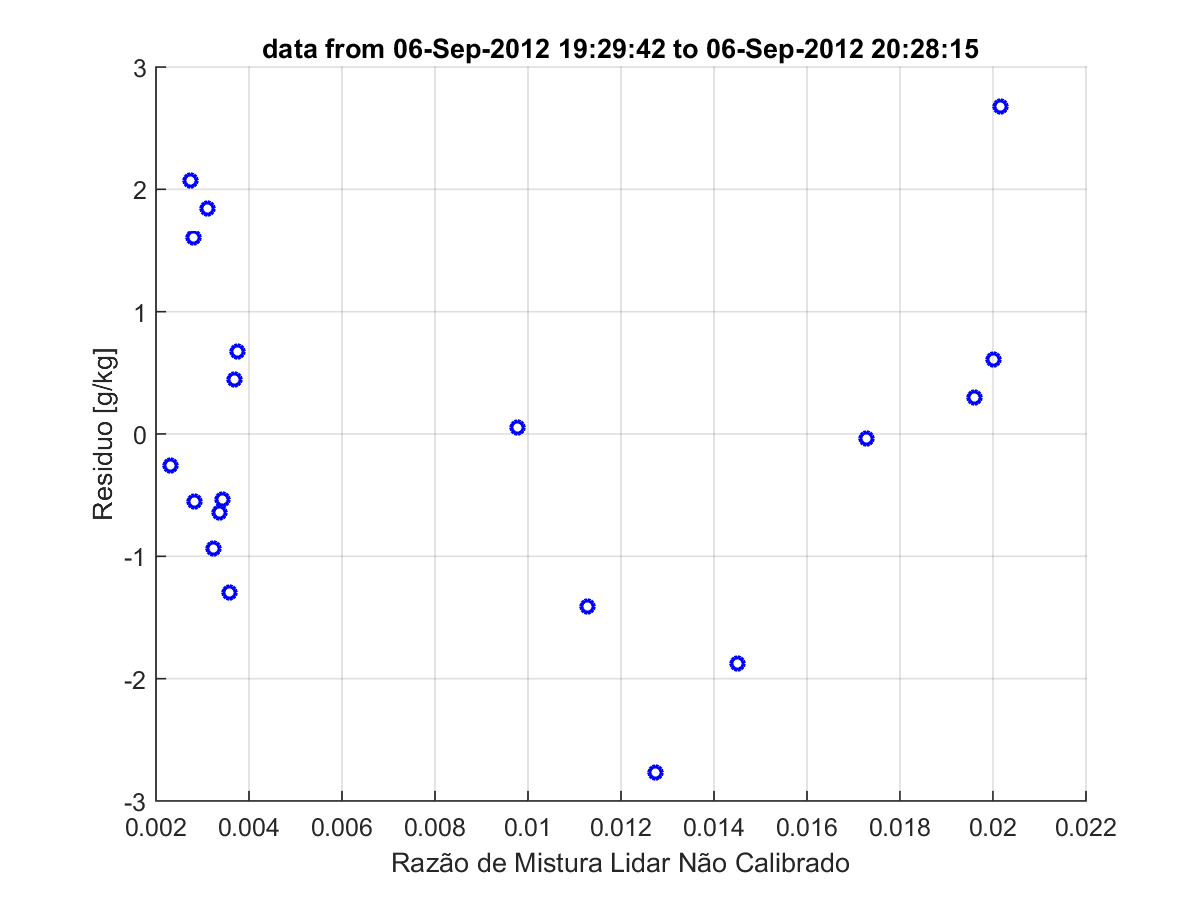 data from 06-Sep-2012 19:29:42 to 06-Sep-2012 20:28:15
3
2
1
0
-1
-2
-3
Residuo [g/kg]
0.002 0.004 0.006 0.008 0.01 0.012 0.014 0.016 0.018 0.02 0.022
Razão de Mistura Lidar Não Calibrado